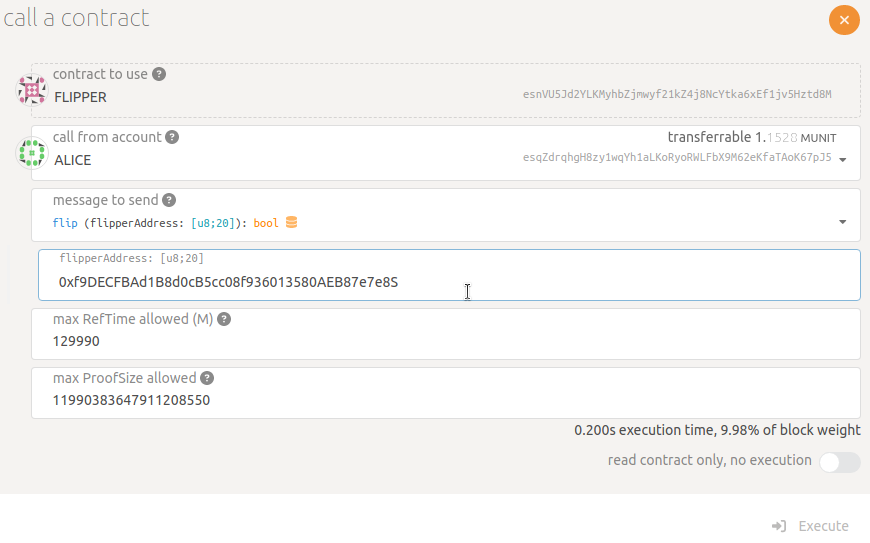 call a contract
contract to use ?
FLIPPER esnVU5Jd2YLKMyhbZjmwyf21kZ4j8NcYtka6xEf1jv5Hztd8M
call from account ? transferrable 1.1528 MUNIT
ALICE esqZdrqhgH8zy1wqYh1aLKoRyoRWLFbX9M62eKfaTAoK67pJ5
message to send ?
flip (flipperAddress: [u8;20]): bool
flipperAddress: [u8;20]
0xf9DECFBAd1B8d0cB5cc08f936013580AEB87e7e8S
max RefTime allowed (M) ?
129990
max ProofSize allowed ?
11990383647911208550
0.200s execution time, 9.98% of block weight
read contract only, no execution
Execute